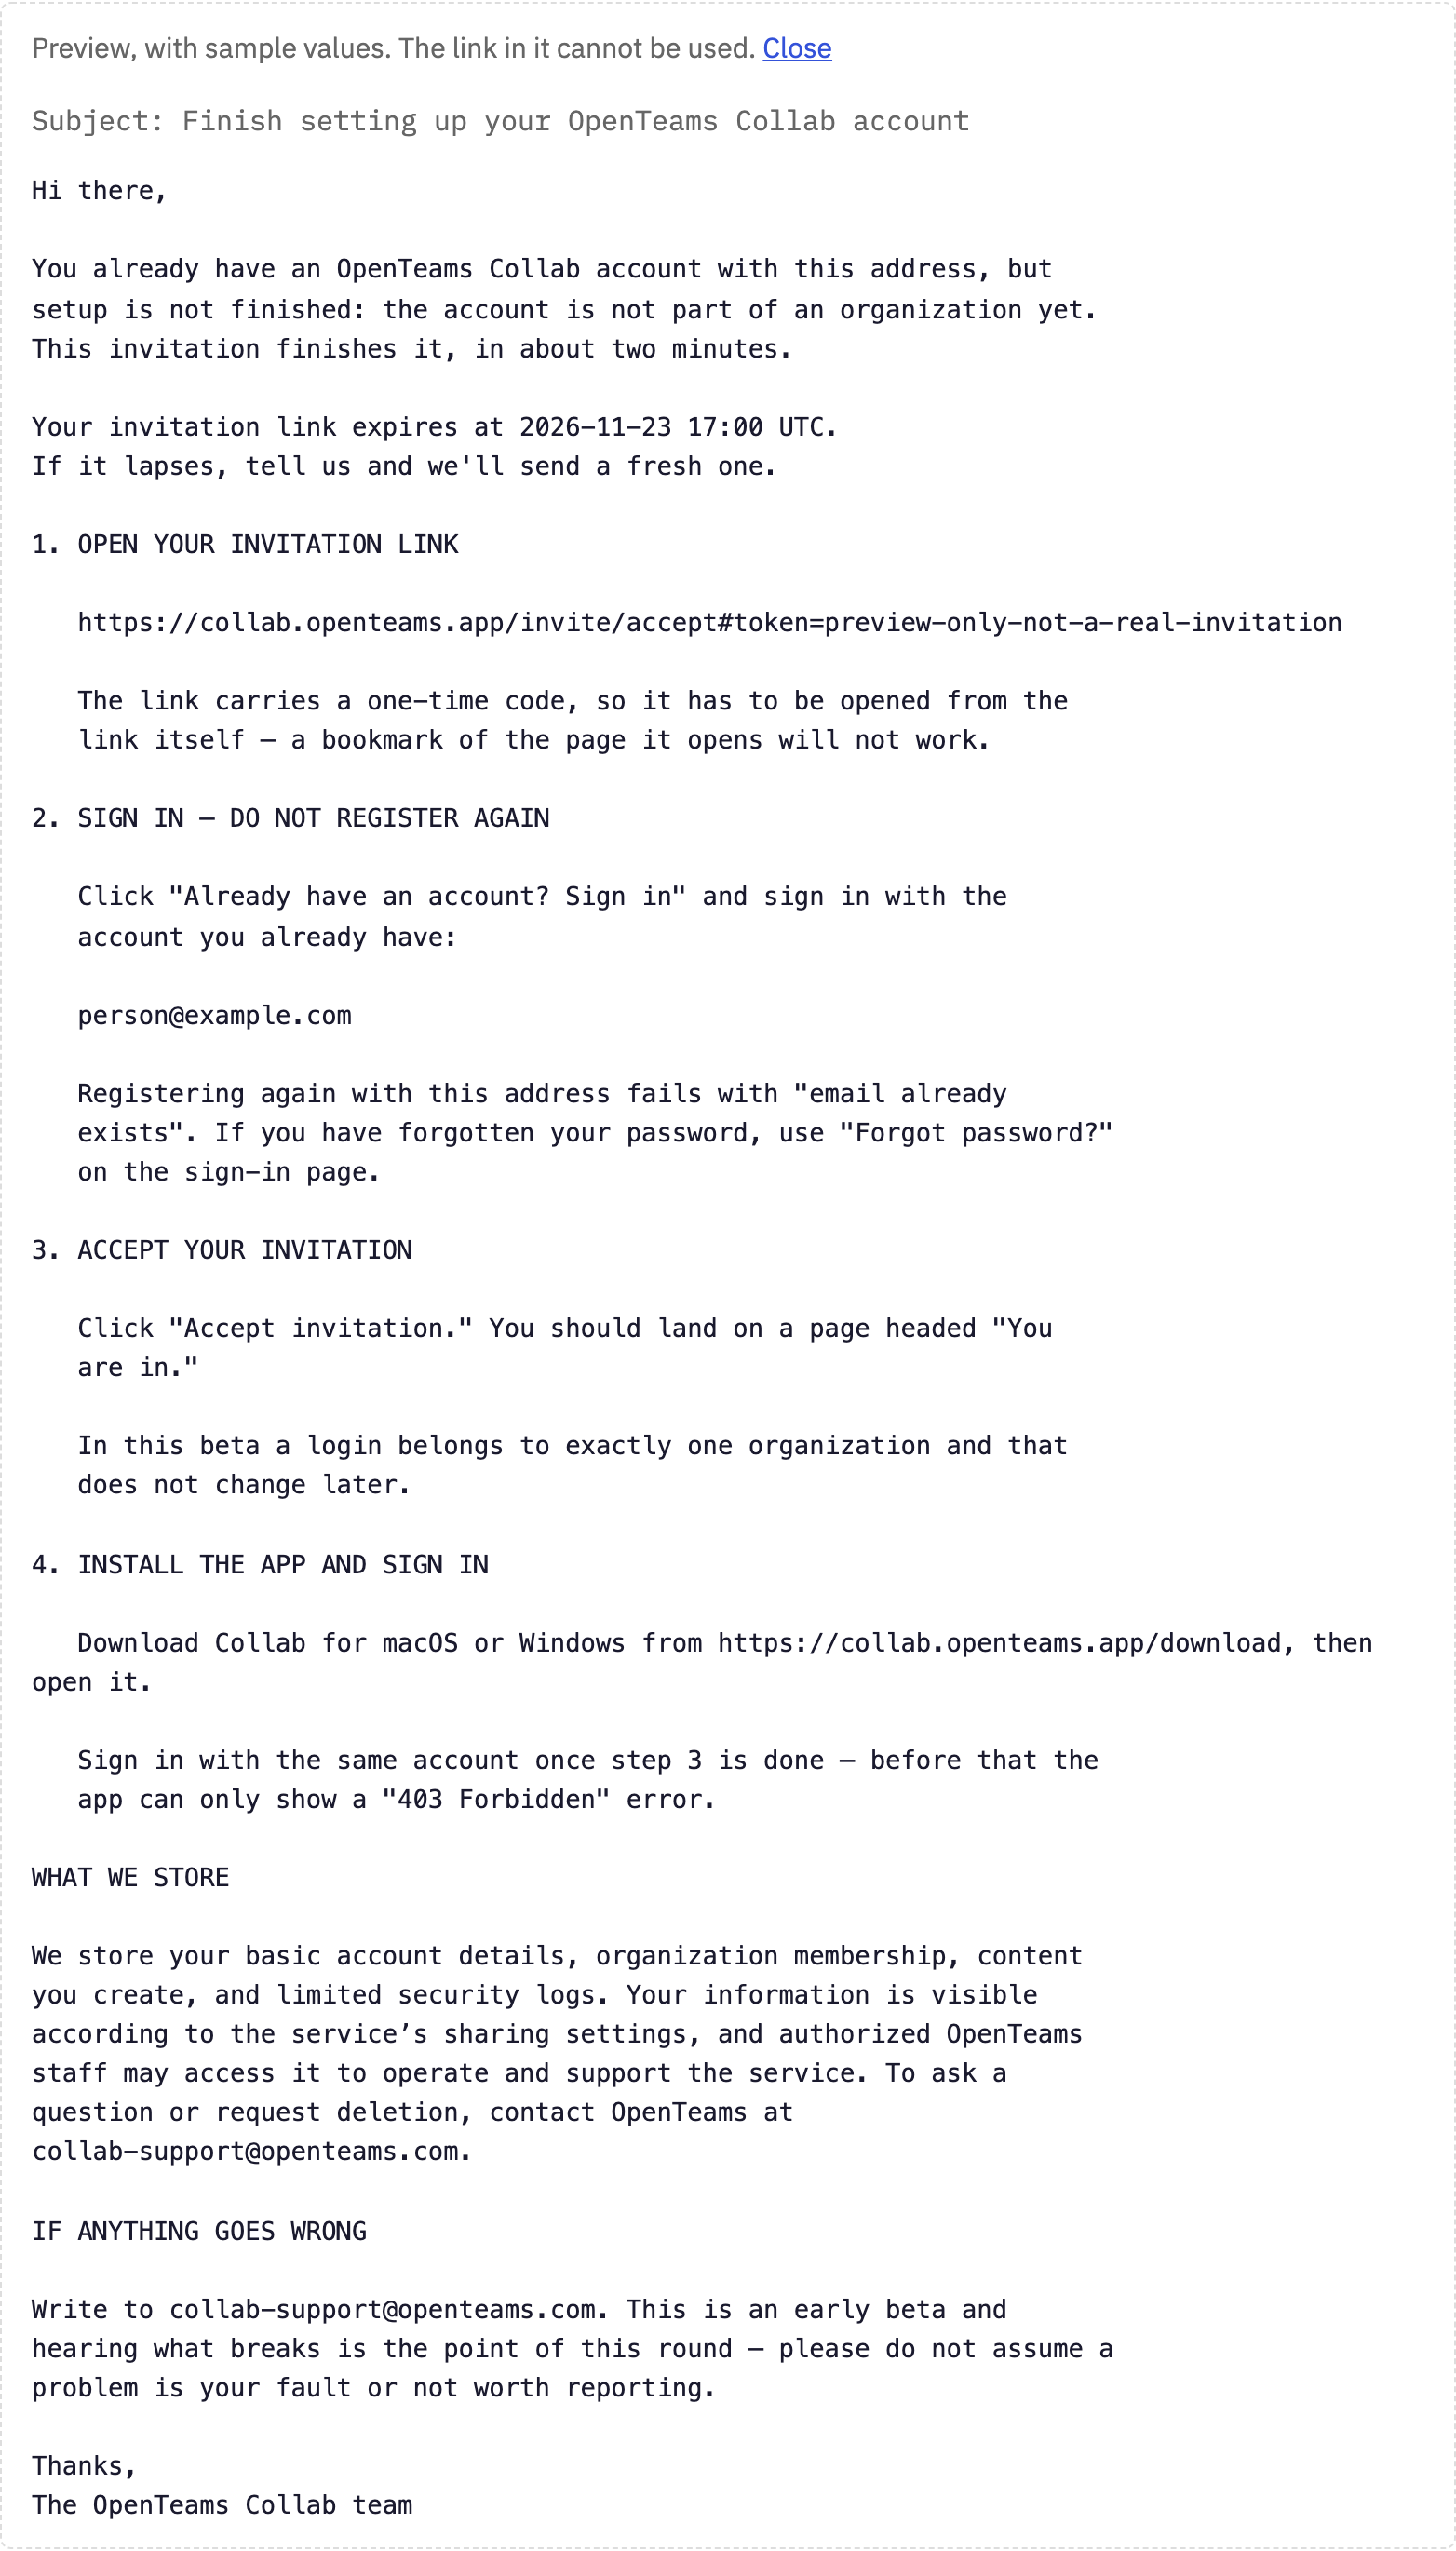 Preview, with sample values. The link in it cannot be used. Close
Subject: Finish setting up your OpenTeams Collab account
Hi there,
You already have an OpenTeams Collab account with this address, but
setup is not finished: the account is not part of an organization yet.
This invitation finishes it, in about two minutes.
Your invitation link expires at 2026-11-23 17:00 UTC.
If it lapses, tell us and we'll send a fresh one.
1. OPEN YOUR INVITATION LINK
https://collab.openteams.app/invite/accept#token=preview-only-not-a-real-invitation
The link carries a one-time code, so it has to be opened from the
link itself — a bookmark of the page it opens will not work.
2. SIGN IN — DO NOT REGISTER AGAIN
Click "Already have an account? Sign in" and sign in with the
account you already have:
person@example.com
Registering again with this address fails with "email already
exists". If you have forgotten your password, use "Forgot password?"
on the sign-in page.
3. ACCEPT YOUR INVITATION
Click "Accept invitation." You should land on a page headed "You
are in."
In this beta a login belongs to exactly one organization and that
does not change later.
4. INSTALL THE APP AND SIGN IN
Download Collab for macOS or Windows from https://collab.openteams.app/download, then
open it.
Sign in with the same account once step 3 is done — before that the
app can only show a "403 Forbidden" error.
WHAT WE STORE
We store your basic account details, organization membership, content
you create, and limited security logs. Your information is visible
according to the service’s sharing settings, and authorized OpenTeams
staff may access it to operate and support the service. To ask a
question or request deletion, contact OpenTeams at
collab-support@openteams.com.
IF ANYTHING GOES WRONG
Write to collab-support@openteams.com. This is an early beta and
hearing what breaks is the point of this round — please do not assume a
problem is your fault or not worth reporting.
Thanks,
The OpenTeams Collab team